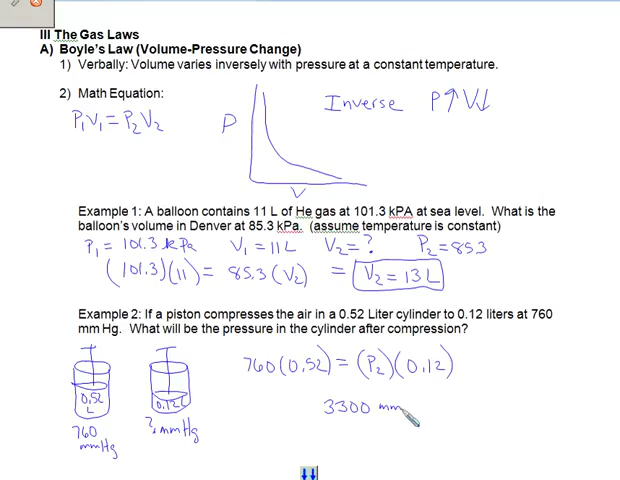 III The Gas Laws
A) Boyle's Law (Volume-Pressure Change)
1) Verbally: Volume varies inversely with pressure at a constant temperature.
2) Math Equation:
P₁V₁ = P₂V₂
P
V
Inverse P↑ V↓
Example 1: A balloon contains 11 L of He gas at 101.3 kPA at sea level. What is the
balloon's volume in Denver at 85.3 kPa. (assume temperature is constant)
P₁ = 101.3 kPa V₁ = 11 L V₂ = ? P₂ = 85.3
(101.3)(11) = 85.3 (V₂) = V₂ = 13 L
Example 2: If a piston compresses the air in a 0.52 Liter cylinder to 0.12 liters at 760
mm Hg. What will be the pressure in the cylinder after compression?
760 (0.52) = (P₂)(0.12)
0.52
L
0.12L
760
mmHg
? mmHg
3300 mm